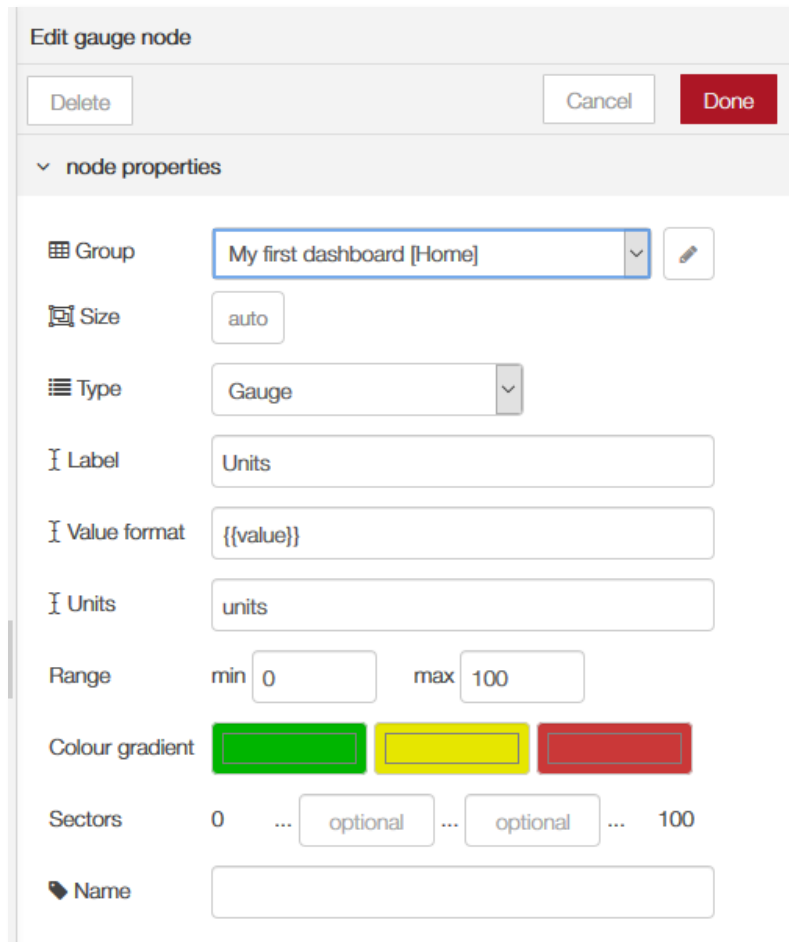 Edit gauge node
Delete Cancel Done
node properties
Group My first dashboard [Home]
Size auto
Type Gauge
Label Units
Value format {{value}}
Units units
Range min 0 max 100
Colour gradient
Sectors 0 ... optional ... optional ... 100
Name